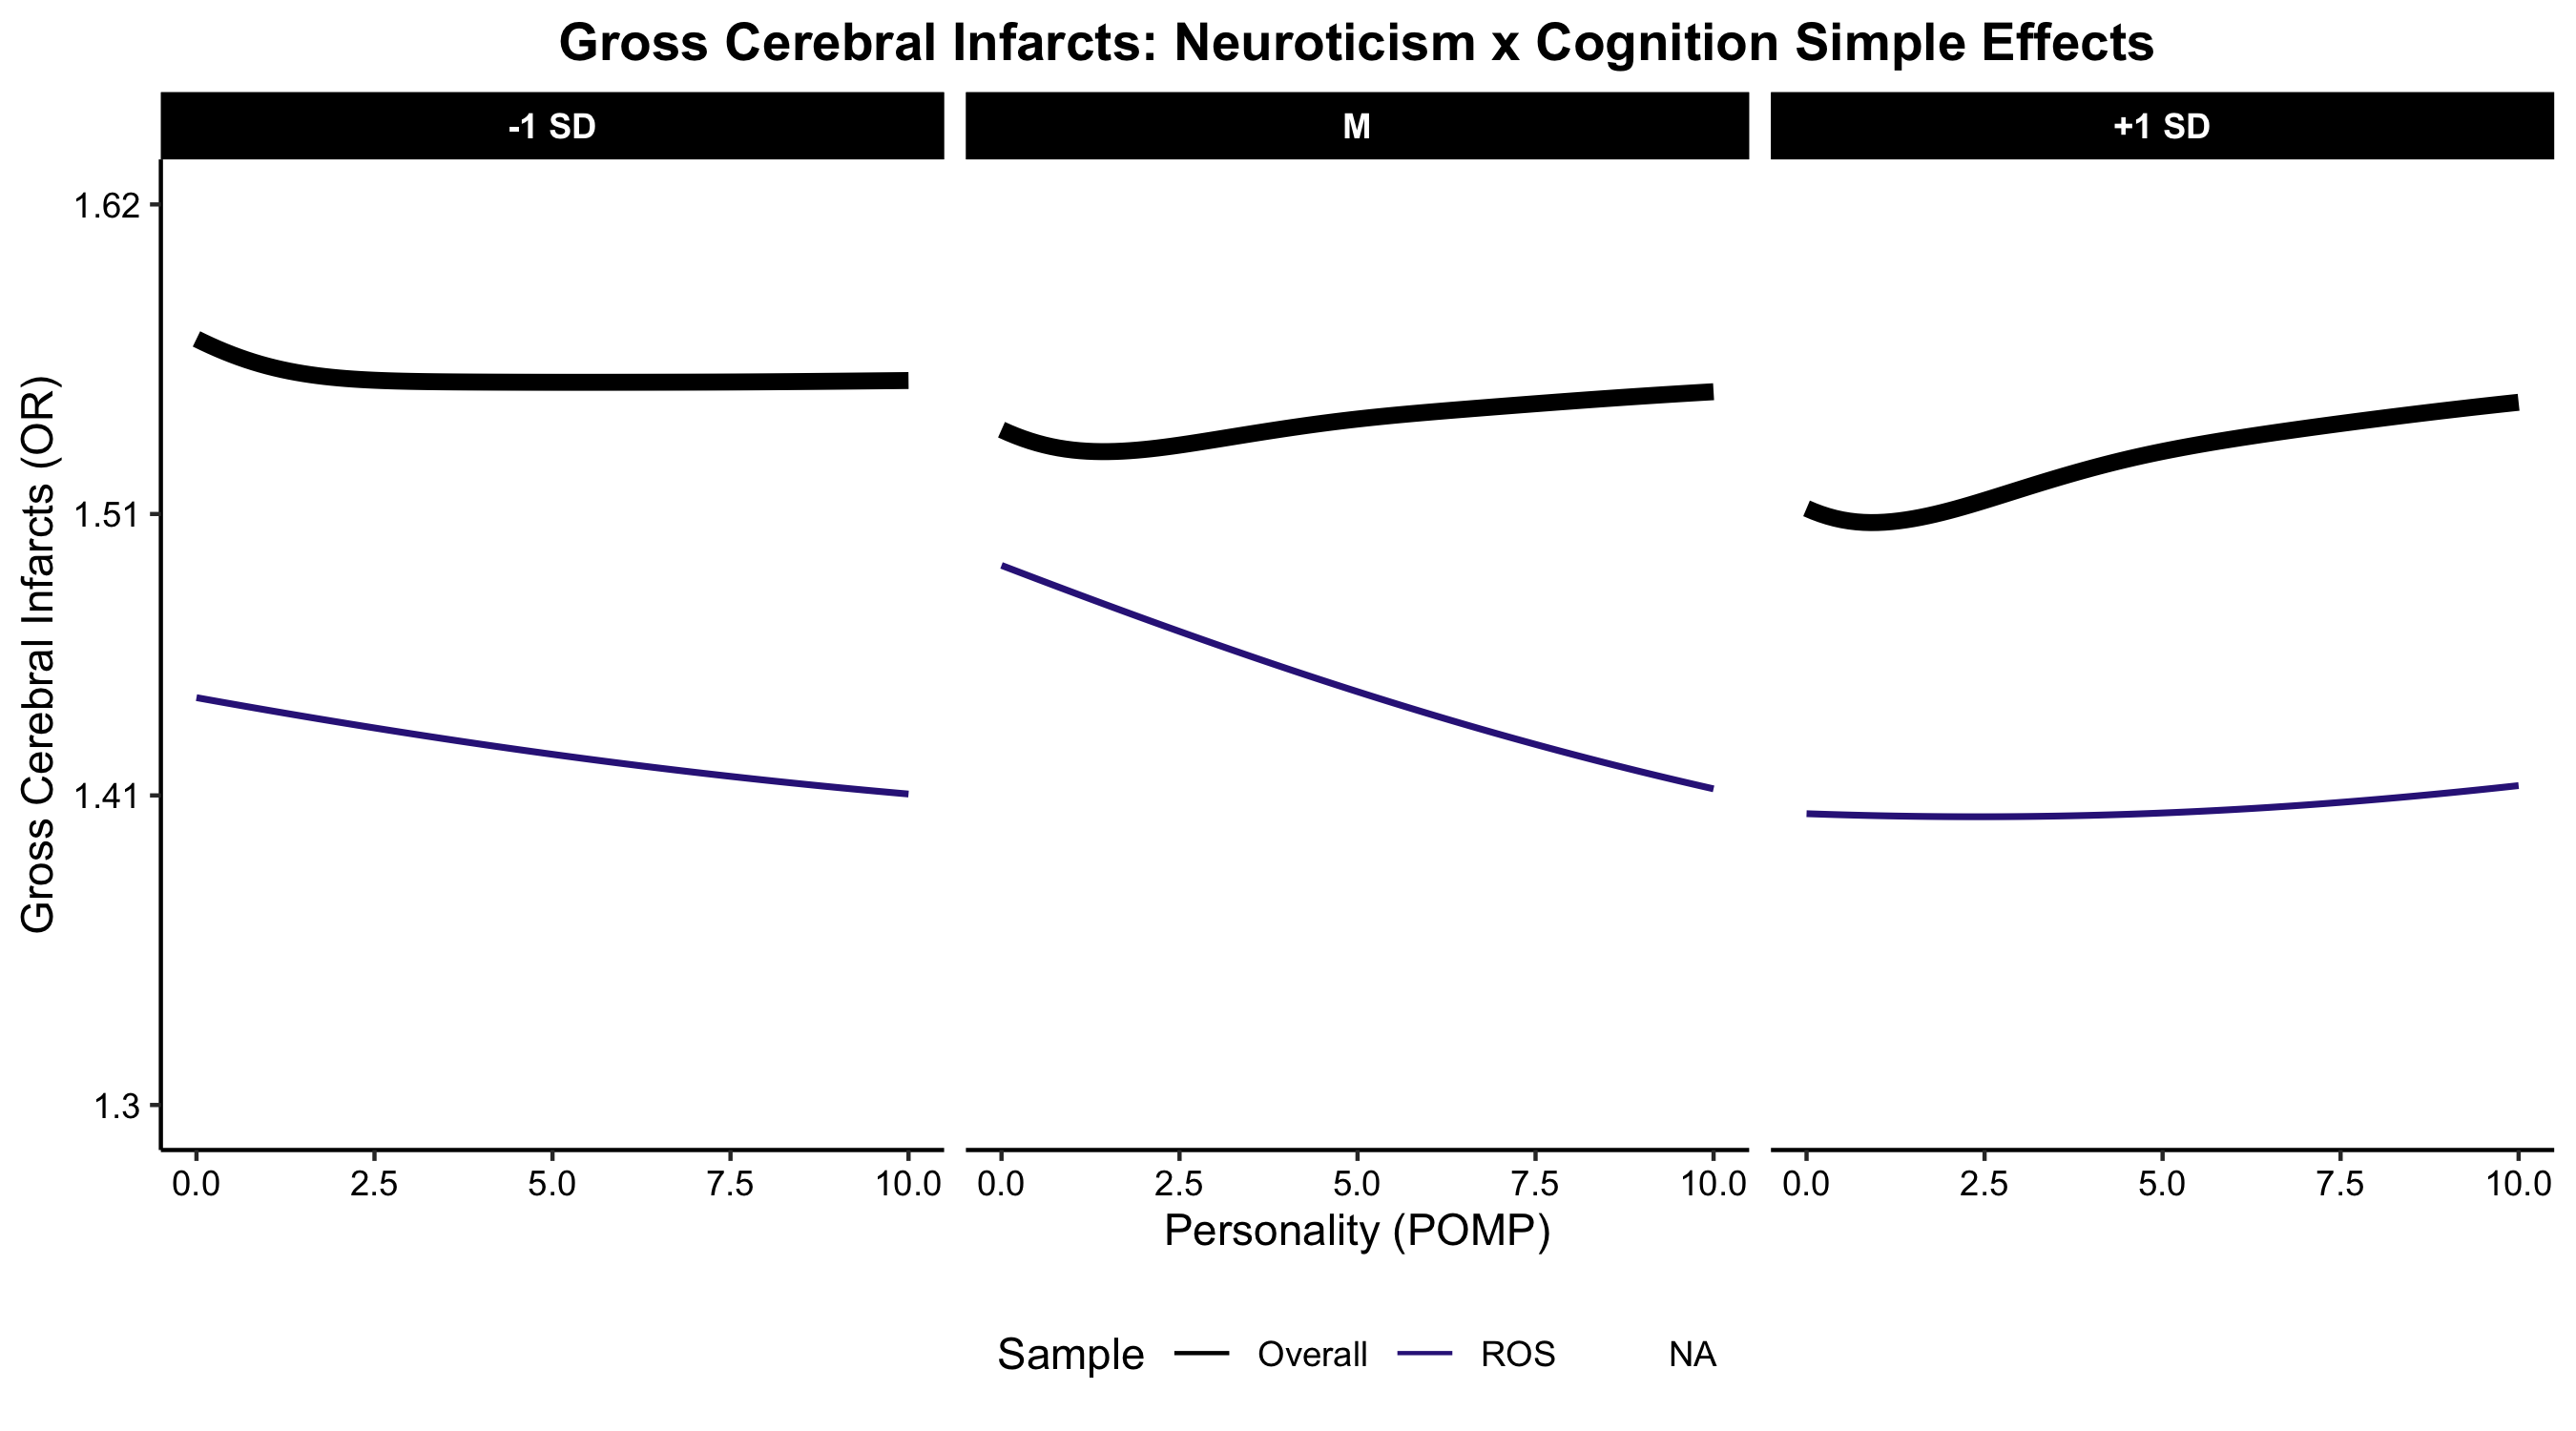 Gross Cerebral Infarcts: Neuroticism x Cognition Simple Effects
-1 SD M +1 SD
Gross Cerebral Infarcts (OR)
1.62
1.51
1.41
1.3
0.0 2.5 5.0 7.5 10.0 0.0 2.5 5.0 7.5 10.0 0.0 2.5 5.0 7.5 10.0
Personality (POMP)
Sample Overall ROS NA